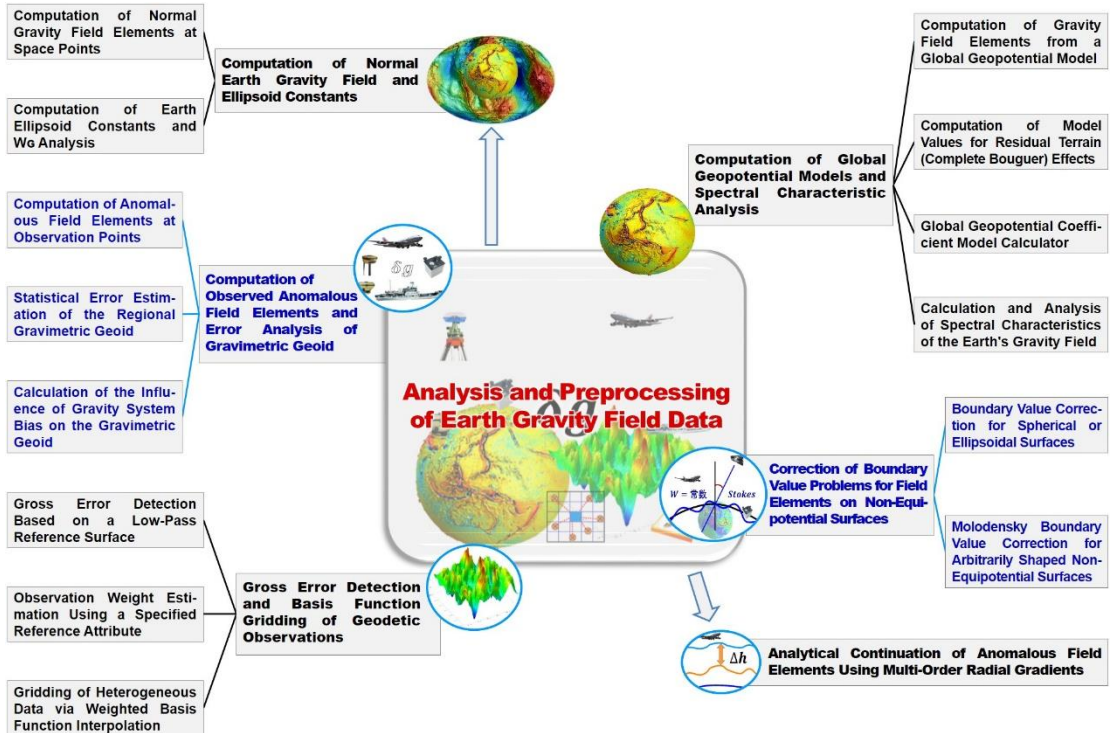 Computation of Normal
Gravity Field Elements at
Space Points
Computation of Earth
Ellipsoid Constants and
WG Analysis
Computation of Normal
Earth Gravity Field and
Ellipsoid Constants
Computation of Anomal-
ous Field Elements at
Observation Points
Statistical Error Estim-
ation of the Regional
Gravimetric Geoid
Calculation of the Influ-
ence of Gravity System
Bias on the Gravimetric
Geoid
Computation of
Observed Anomalous
Field Elements and
Error Analysis of
Gravimetric Geoid
δg
Gross Error Detection
Based on a Low-Pass
Reference Surface
Observation Weight Esti-
mation Using a Specified
Reference Attribute
Gridding of Heterogeneous
Data via Weighted Basis
Function Interpolation
Gross Error Detection
and Basis Function
Gridding of Geodetic
Observations
Analysis and Preprocessing
of Earth Gravity Field Data
δg
Computation of Global
Geopotential Models and
Spectral Characteristic
Analysis
Computation of Gravity
Field Elements from a
Global Geopotential Model
Computation of Model
Values for Residual Terrain
(Complete Bouguer) Effects
Global Geopotential Coeffi-
cient Model Calculator
Calculation and Analysis
of Spectral Characteristics
of the Earth's Gravity Field
W = 常数 Stokes
Correction of Boundary
Value Problems for Field
Elements on Non-Equi-
potential Surfaces
Boundary Value Correc-
tion for Spherical or
Ellipsoidal Surfaces
Molodensky Boundary
Value Correction for
Arbitrarily Shaped Non-
Equipotential Surfaces
Δh
Analytical Continuation of Anomalous Field
Elements Using Multi-Order Radial Gradients